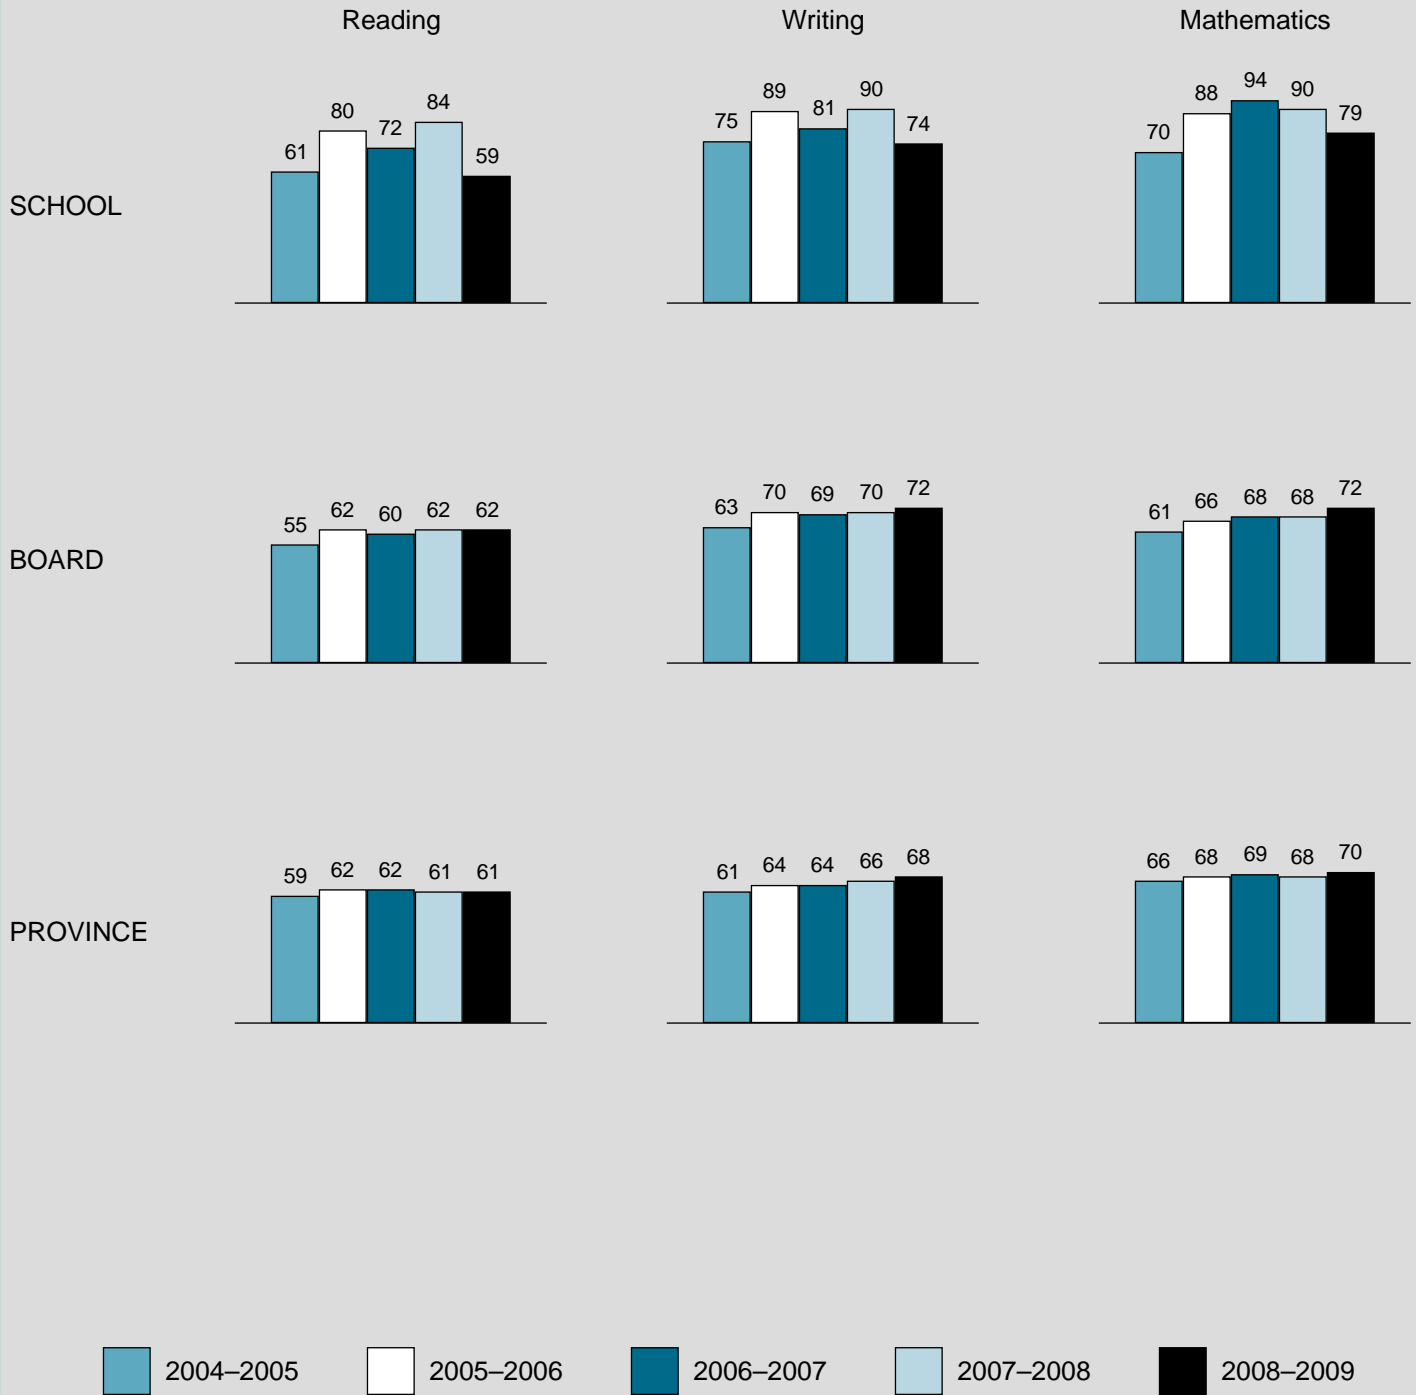 Reading Writing Mathematics
SCHOOL
61 80 72 84 59
75 89 81 90 74
70 88 94 90 79
BOARD
55 62 60 62 62
63 70 69 70 72
61 66 68 68 72
PROVINCE
59 62 62 61 61
61 64 64 66 68
66 68 69 68 70
2004–2005 2005–2006 2006–2007 2007–2008 2008–2009